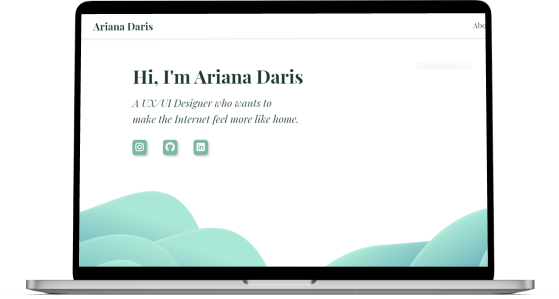 Ariana Daris
Abo
Hi, I'm Ariana Daris
A UX/UI Designer who wants to
make the Internet feel more like home.